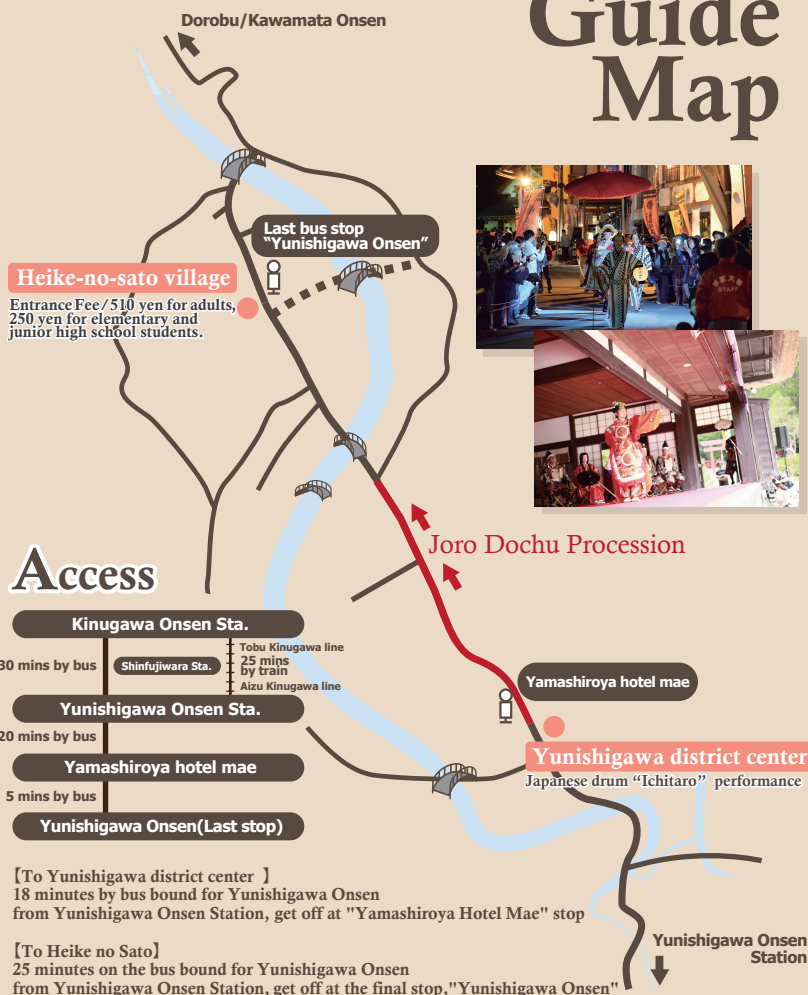 Guide
Map
Dorobu/Kawamata Onsen
Last bus stop
"Yunishigawa Onsen"
Heike-no-sato village
Entrance Fee/510 yen for adults,
250 yen for elementary and
junior high school students.
Joro Dochu Procession
Access
Kinugawa Onsen Sta.
30 mins by bus
Shinfujiwara Sta.
Tobu Kinugawa line
25 mins
by train
Aizu Kinugawa line
Yunishigawa Onsen Sta.
20 mins by bus
Yamashiroya hotel mae
5 mins by bus
Yunishigawa Onsen(Last stop)
Yamashiroya hotel mae
Yunishigawa district center
Japanese drum “Ichitaro” performance
【To Yunishigawa district center 】
18 minutes by bus bound for Yunishigawa Onsen
from Yunishigawa Onsen Station, get off at "Yamashiroya Hotel Mae" stop
【To Heike no Sato】
25 minutes on the bus bound for Yunishigawa Onsen
from Yunishigawa Onsen Station, get off at the final stop,"Yunishigawa Onsen"
Yunishigawa Onsen
Station
STAFF